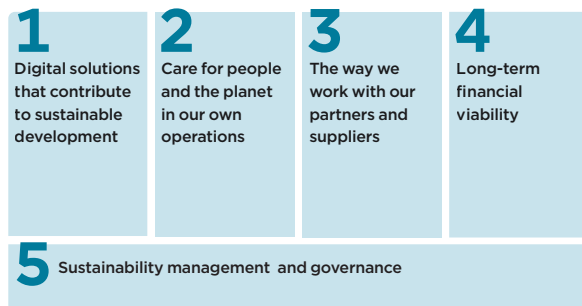 1
Digital solutions
that contribute
to sustainable
development
2
Care for people
and the planet
in our own
operations
3
The way we
work with our
partners and
suppliers
4
Long-term
financial
viability
5 Sustainability management and governance